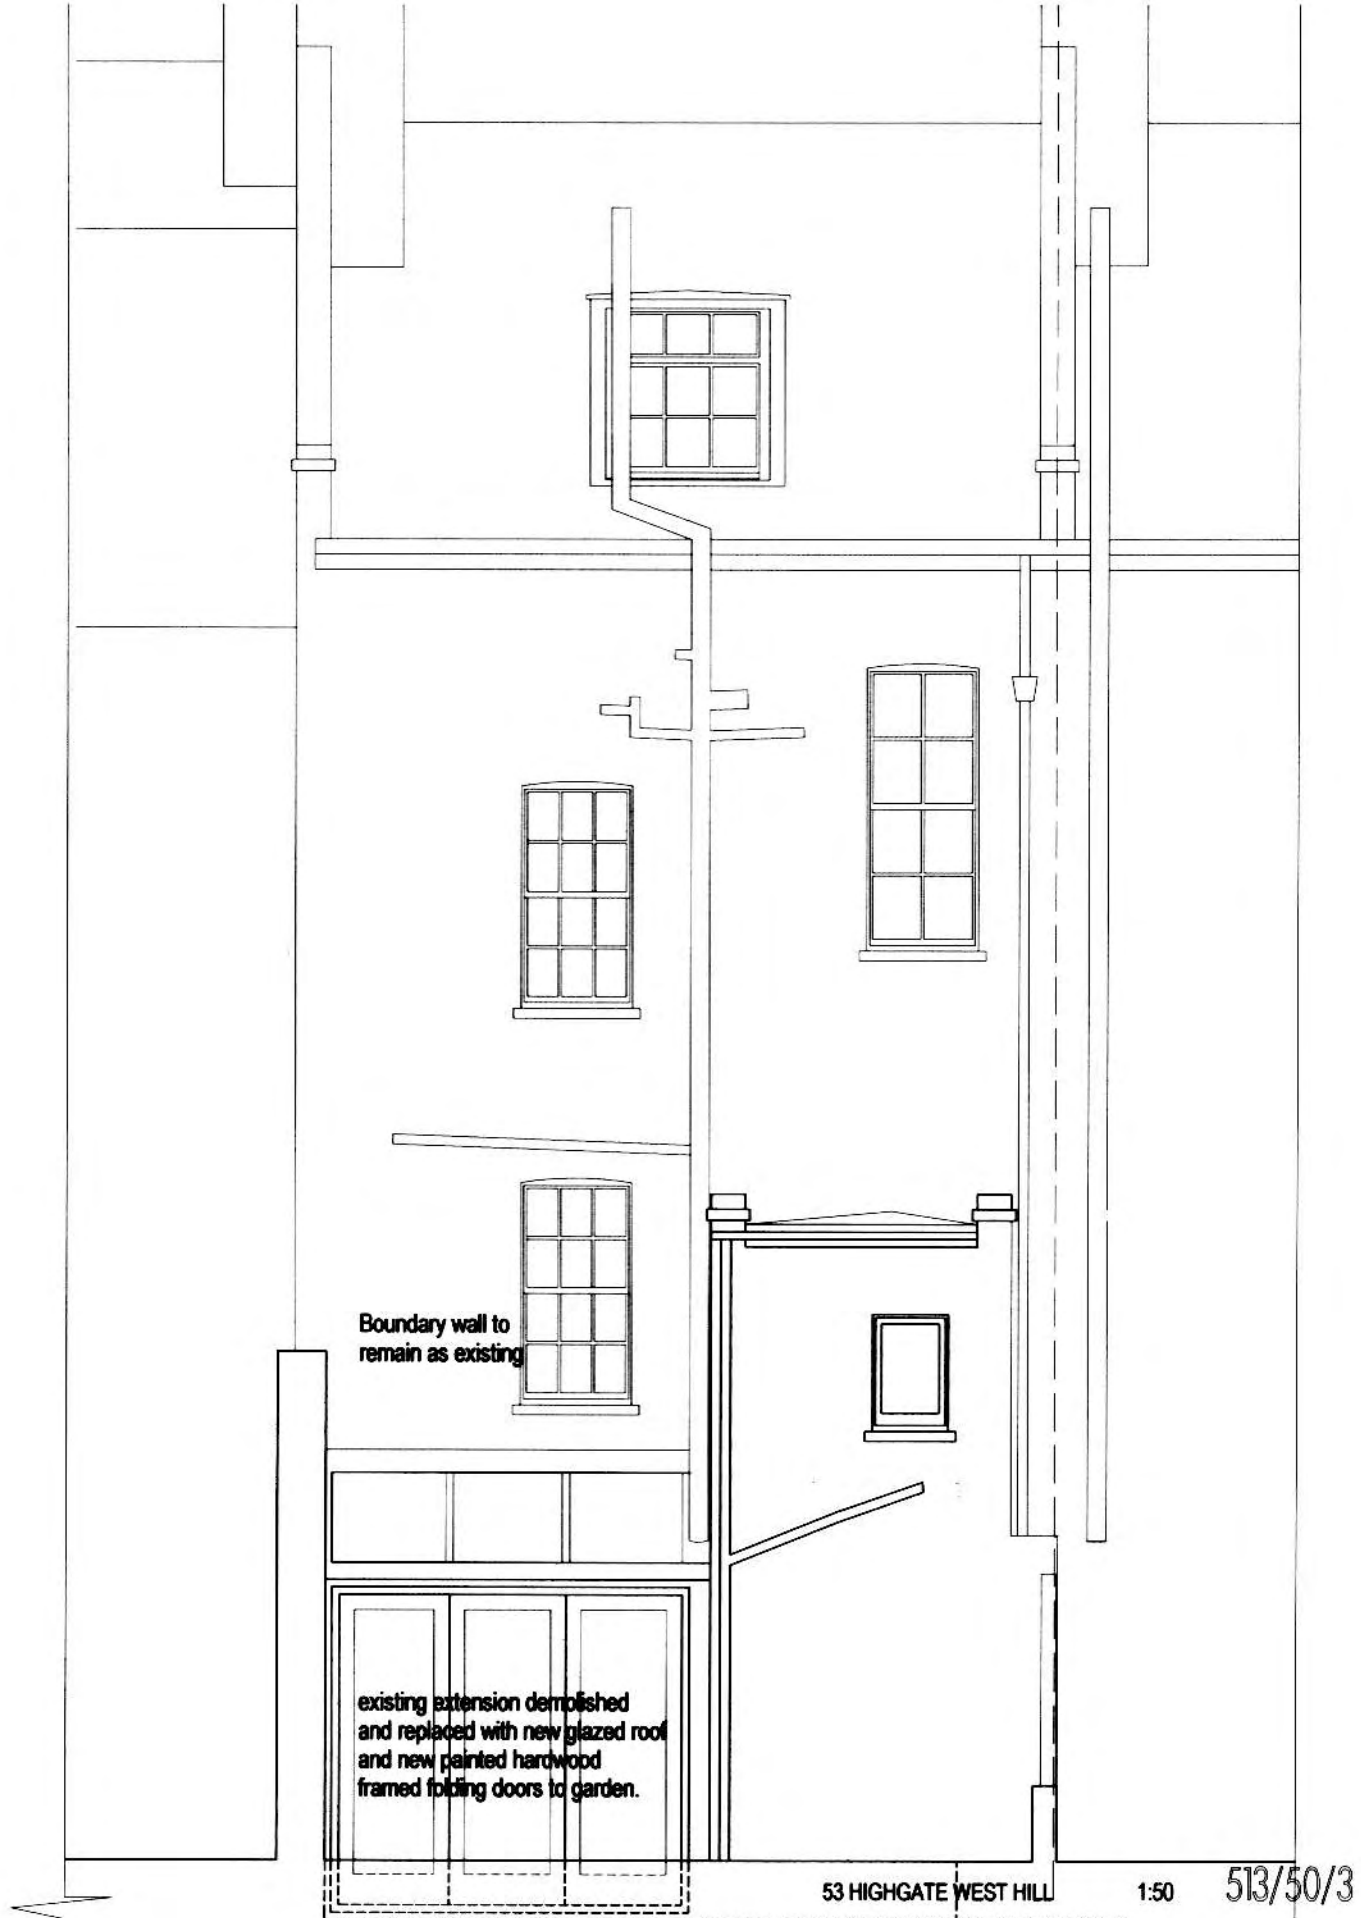 Boundary wall to
remain as existing
existing extension demolished
and replaced with new glazed roof
and new painted hardwood
framed folding doors to garden.
53 HIGHGATE WEST HILL 1:50 513/50/3